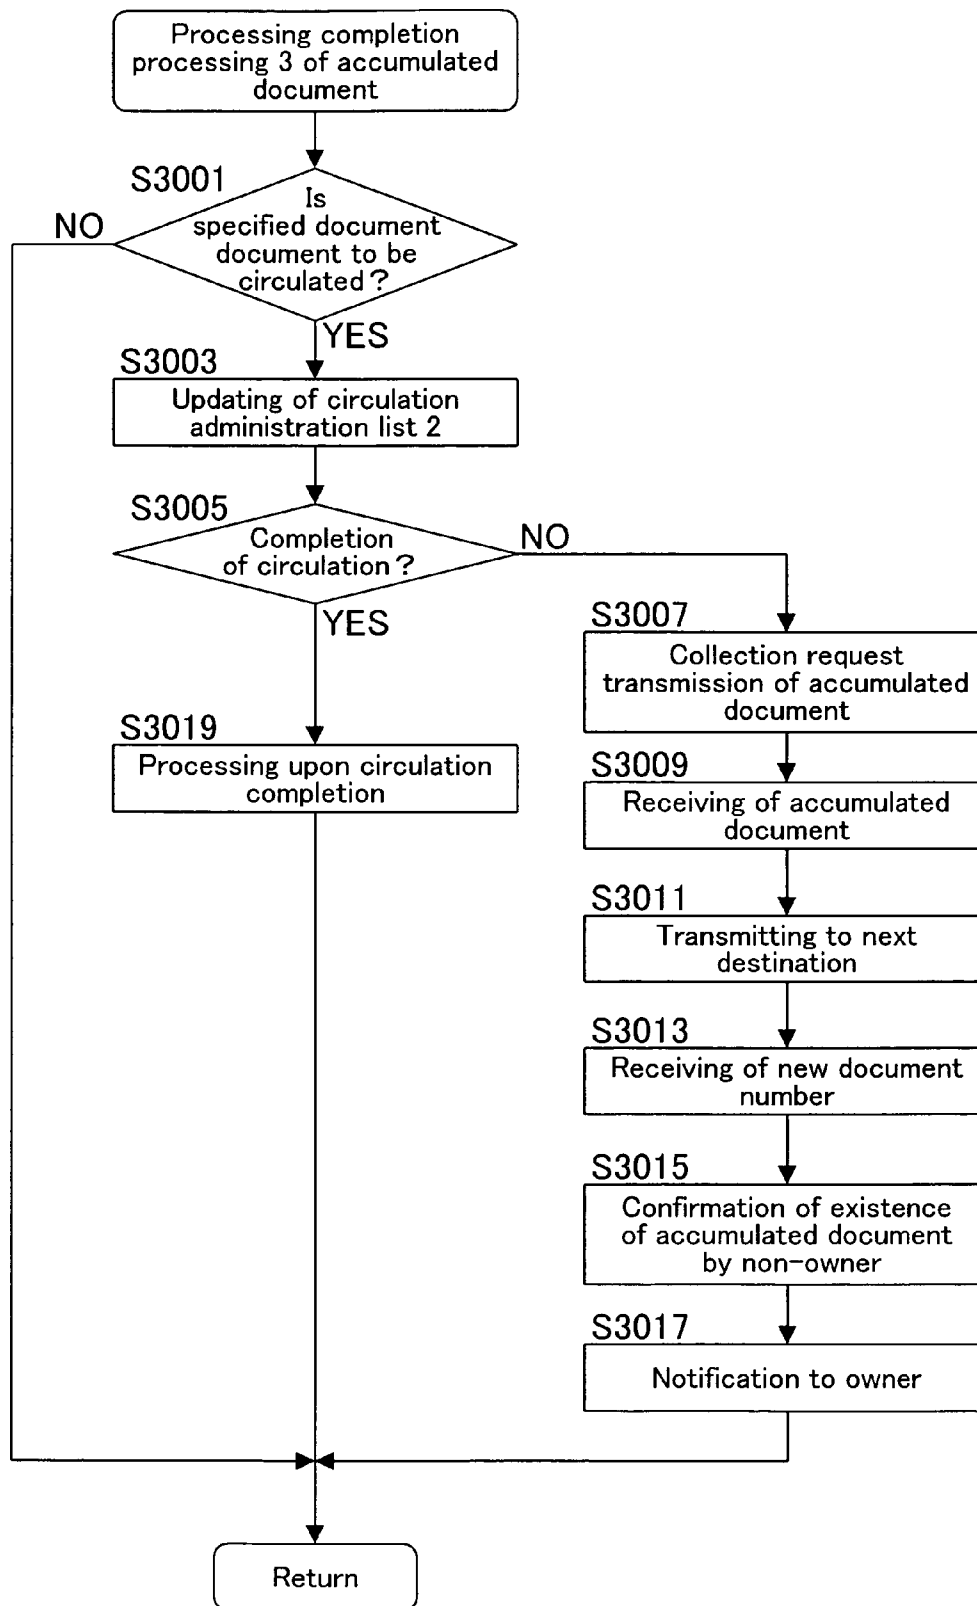 Processing completion
processing 3 of accumulated
document
S3001
Is
specified document
document to be
circulated?
NO
YES
S3003
Updating of circulation
administration list 2
S3005
Completion
of circulation?
NO
YES
S3007
Collection request
transmission of accumulated
document
S3019
Processing upon circulation
completion
S3009
Receiving of accumulated
document
S3011
Transmitting to next
destination
S3013
Receiving of new document
number
S3015
Confirmation of existence
of accumulated document
by non-owner
S3017
Notification to owner
Return